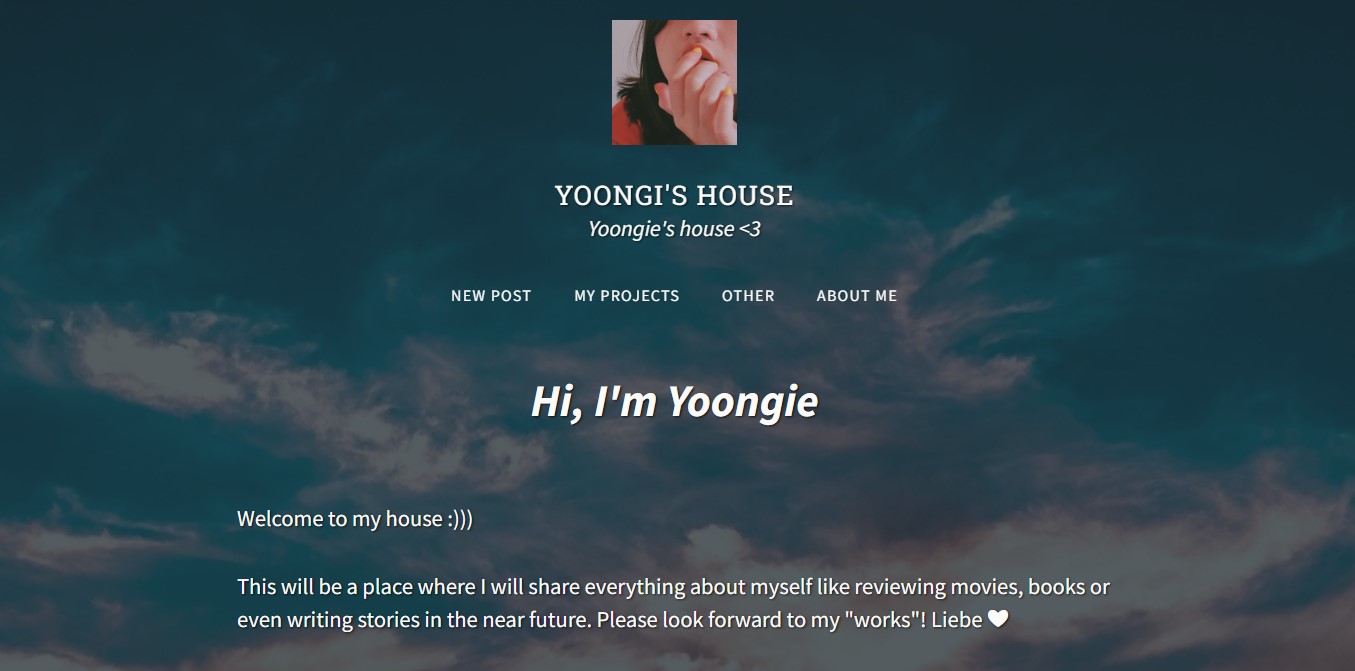 YOONGI'S HOUSE
Yoongie's house <3
NEW POST MY PROJECTS OTHER ABOUT ME
Hi, I'm Yoongie
Welcome to my house :)))
This will be a place where I will share everything about myself like reviewing movies, books or
even writing stories in the near future. Please look forward to my "works"! Liebe ♥